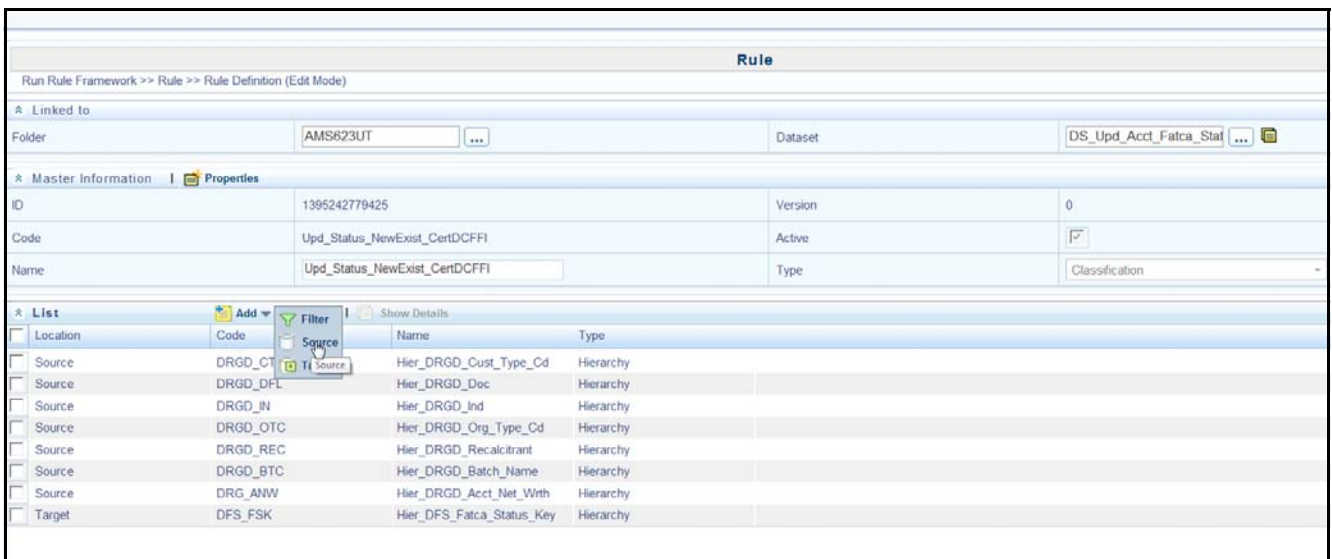 Rule
Run Rule Framework >> Rule >> Rule Definition (Edit Mode)
Linked to
Folder AMS623UT ... Dataset DS_Upd_Acct_Fatca_Stat ...
Master Information | Properties
ID 1395242779425 Version 0
Code Upd_Status_NewExist_CertDCFFI Active
Name Upd_Status_NewExist_CertDCFFI Type Classification
List Add Filter | Show Details
Location Code Source Name Type
Source DRGD_CT Source Hier_DRGD_Cust_Type_Cd Hierarchy
Source DRGD_DFL Hier_DRGD_Doc Hierarchy
Source DRGD_IN Hier_DRGD_Ind Hierarchy
Source DRGD_OTC Hier_DRGD_Org_Type_Cd Hierarchy
Source DRGD_REC Hier_DRGD_Recalcitrant Hierarchy
Source DRGD_BTC Hier_DRGD_Batch_Name Hierarchy
Source DRG_ANW Hier_DRGD_Acct_Net_Wrth Hierarchy
Target DFS_FSK Hier_DFS_Fatca_Status_Key Hierarchy